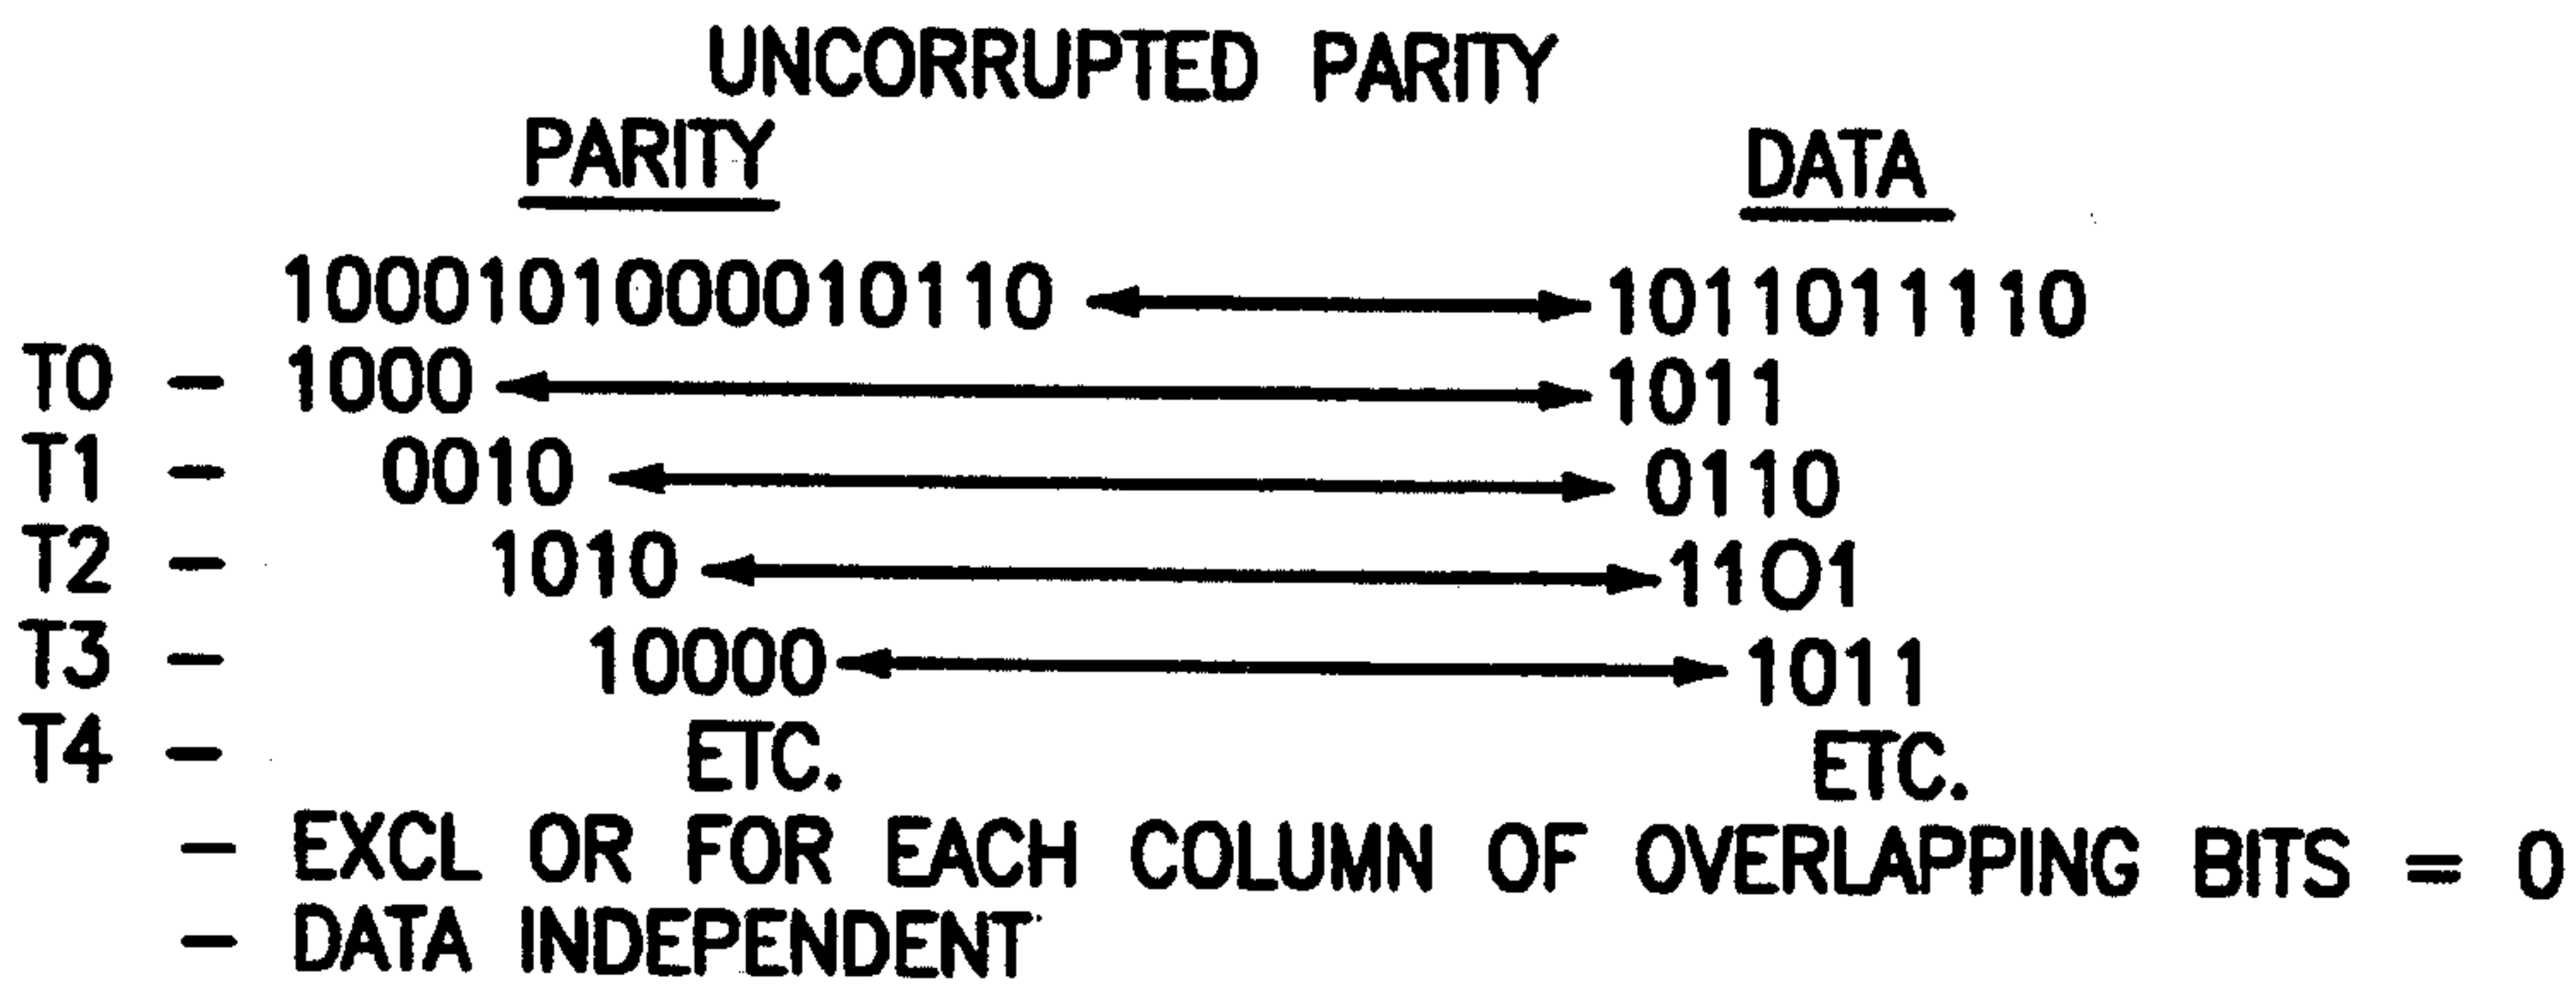 UNCORRUPTED PARITY
PARITY DATA
1000101000010110 1011011110
T0 - 1000 1011
T1 - 0010 0110
T2 - 1010 1101
T3 - 10000 1011
T4 - ETC. ETC.
- EXCL OR FOR EACH COLUMN OF OVERLAPPING BITS = 0
- DATA INDEPENDENT